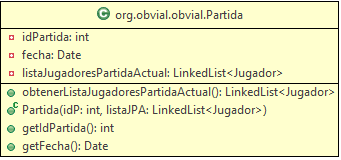 org.obvial.obvial.Partida
idPartida: int
fecha: Date
listaJugadoresPartidaActual: LinkedList<Jugador>
obtenerListaJugadoresPartidaActual(): LinkedList<Jugador>
C Partida(idP: int, listaJPA: LinkedList<Jugador>)
getIdPartida(): int
getFecha(): Date